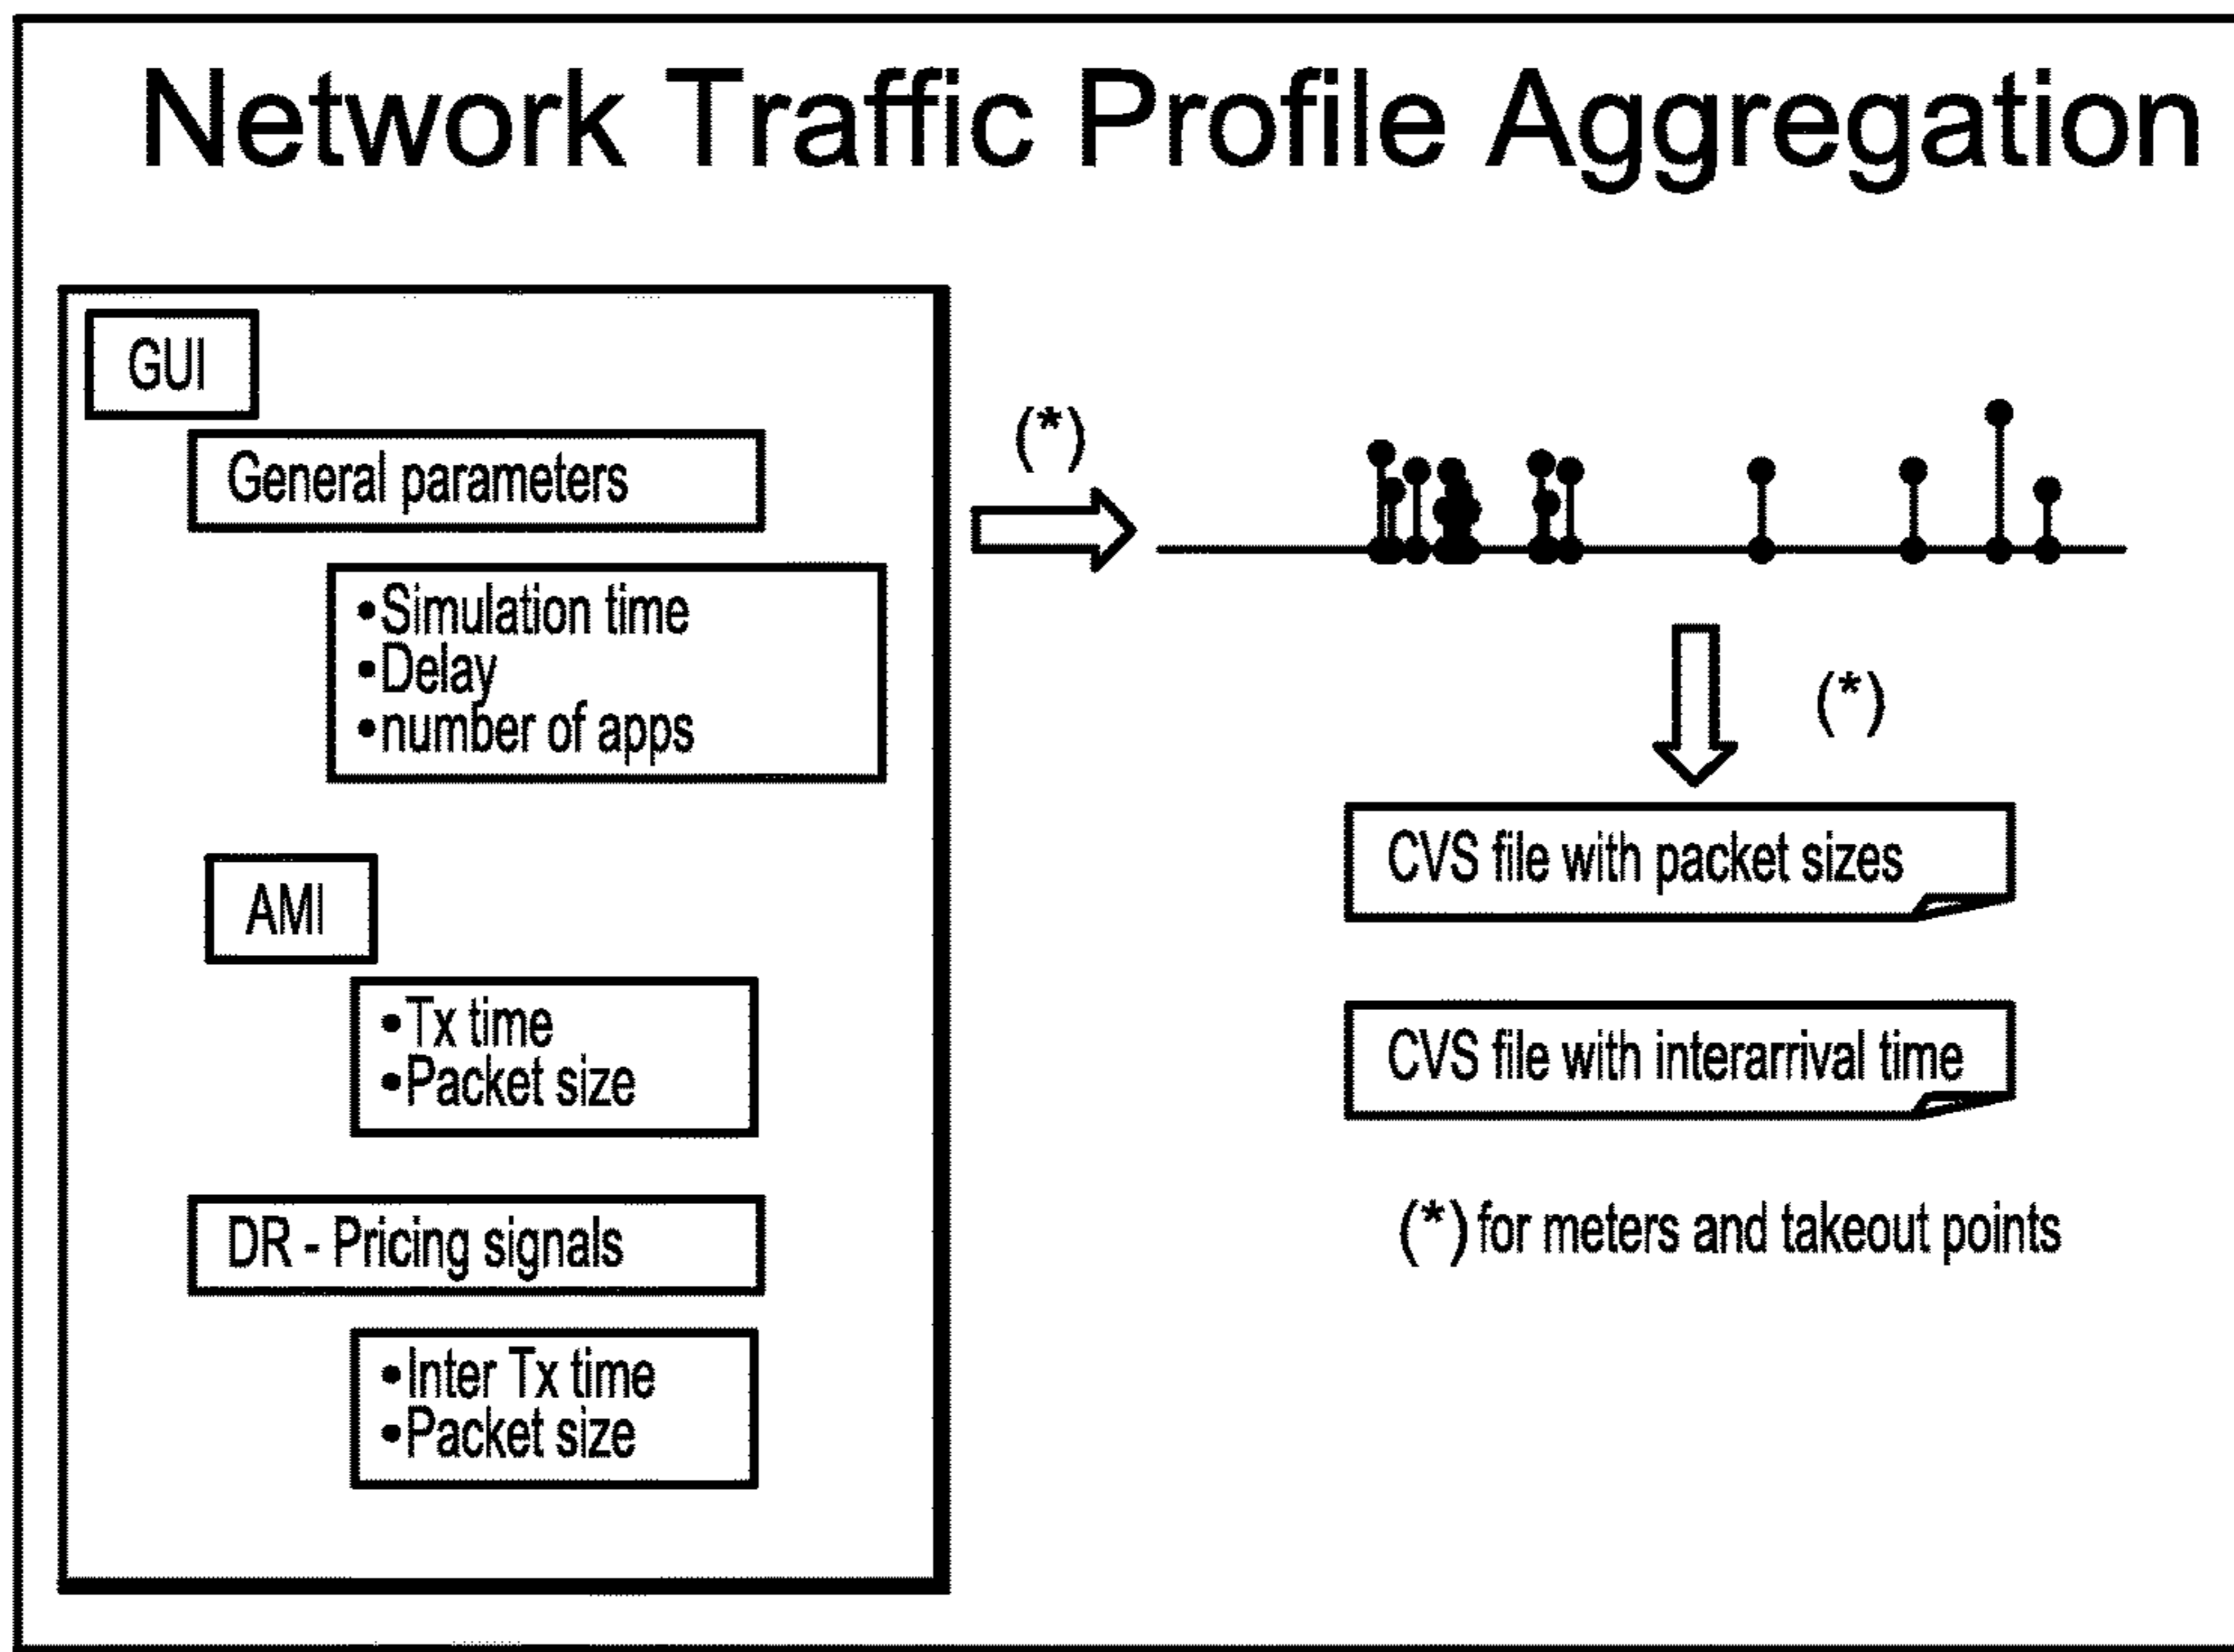 Network Traffic Profile Aggregation
GUI
General parameters
•Simulation time
•Delay
•number of apps
AMI
•Tx time
•Packet size
DR - Pricing signals
•Inter Tx time
•Packet size
(*)
(*)
CVS file with packet sizes
CVS file with interarrival time
(*) for meters and takeout points